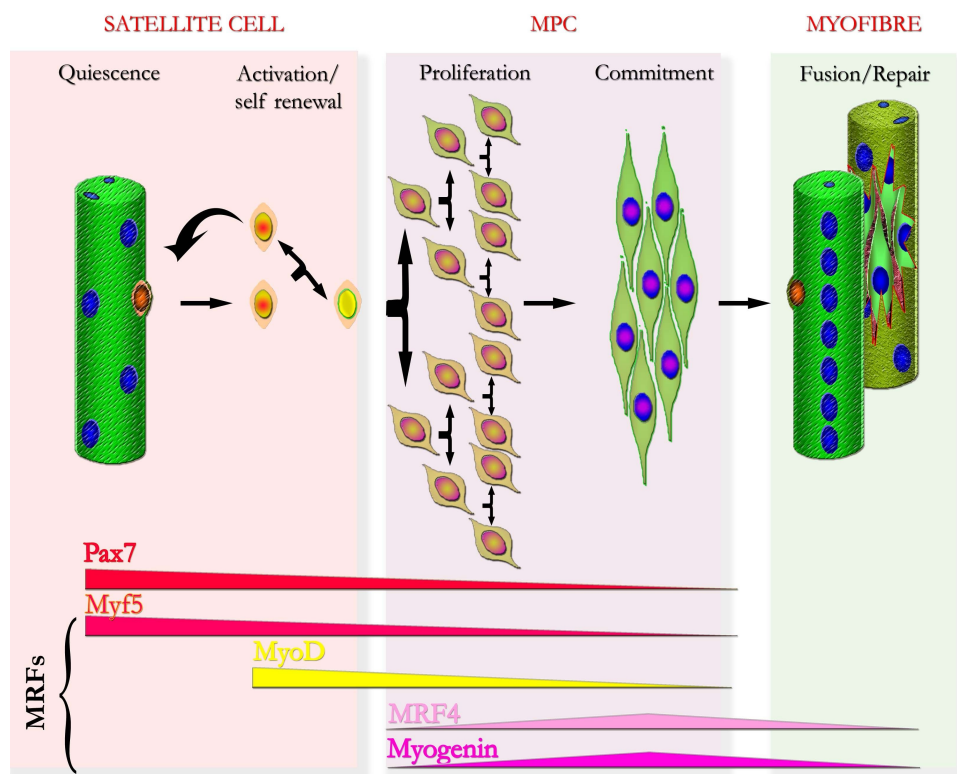 SATELLITE CELL
MPC
MYOFIBRE
Quiescence
Activation/
self renewal
Proliferation
Commitment
Fusion/Repair
Pax7
Myf5
MyoD
MRF4
Myogenin
MRFs